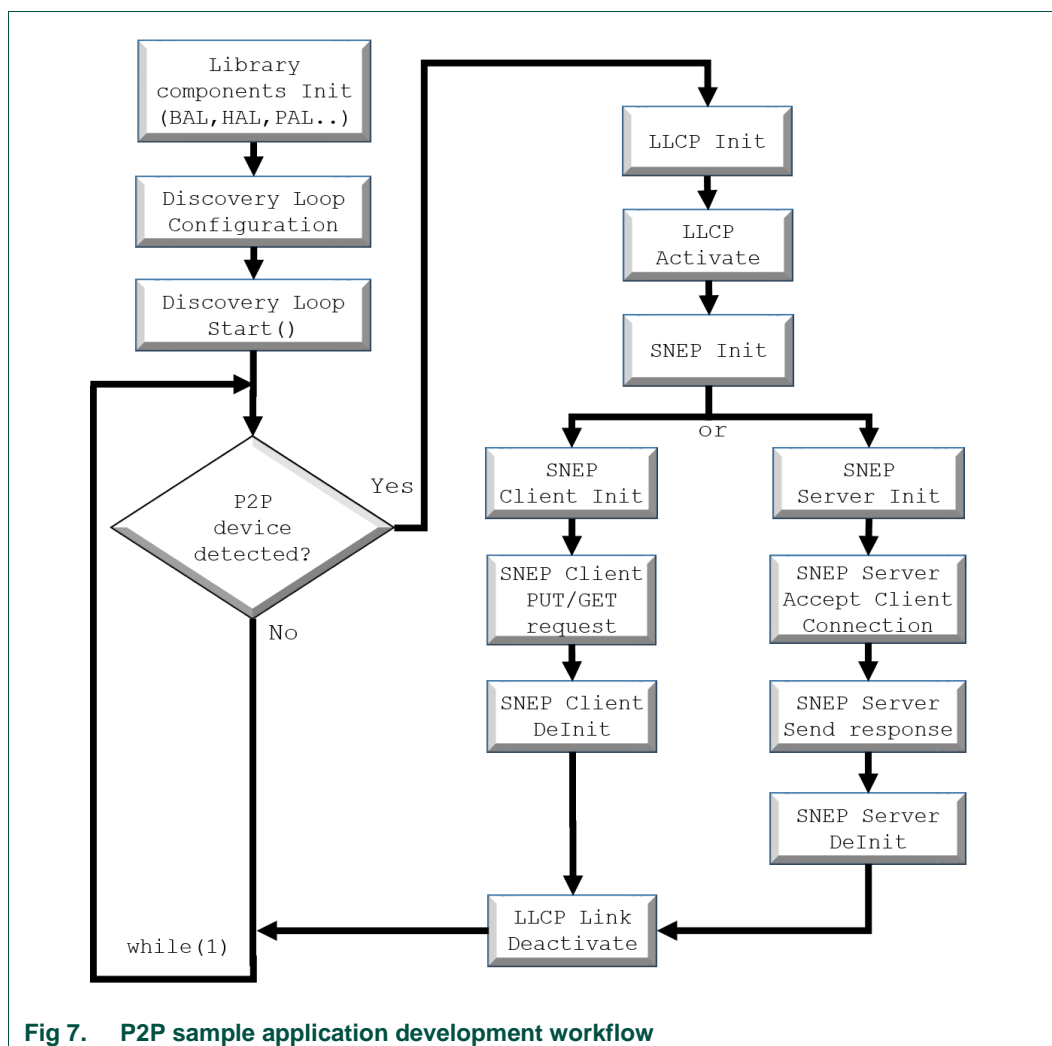 Library
components Init
(BAL,HAL,PAL..)
Discovery Loop
Configuration
Discovery Loop
Start()
P2P
device
detected?
Yes
No
while(1)
LLCP Init
LLCP
Activate
SNEP Init
or
SNEP
Client Init
SNEP Client
PUT/GET
request
SNEP Client
DeInit
SNEP
Server Init
SNEP Server
Accept Client
Connection
SNEP Server
Send response
SNEP Server
DeInit
LLCP Link
Deactivate
Fig 7. P2P sample application development workflow